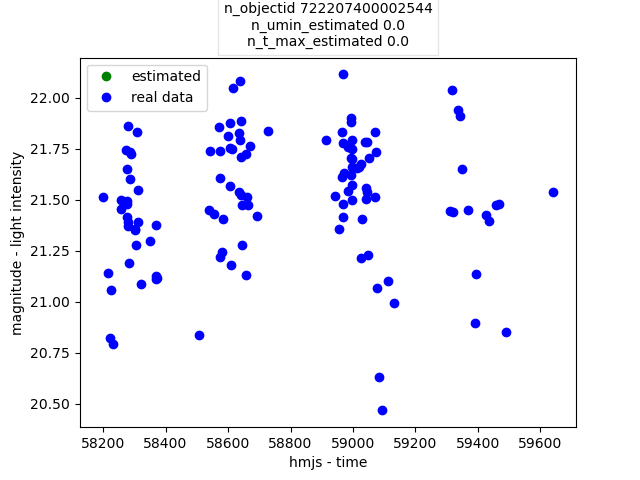 n_objectid 722207400002544
n_umin_estimated 0.0
n_t_max_estimated 0.0
estimated
real data
magnitude - light intensity
22.00
21.75
21.50
21.25
21.00
20.75
20.50
58200 58400 58600 58800 59000 59200 59400 59600
hmjs - time